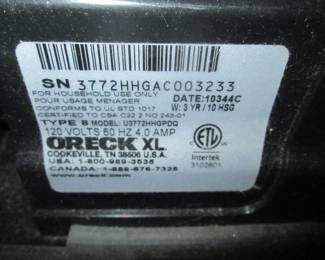 SN 3772HHGAC003233
FOR HOUSEHOLD USE ONLY
POUR USAGE MENAGER
DATE:10344C
CONFORMS TO UL STD 1017
W: 3 YR / 10 HSG
CERTIFIED TO CSA C22 2 NO 243-01
TYPE B MODEL: U3772HHGPDQ
120 VOLTS 60 HZ 4.0 AMP
ORECK XL
COOKEVILLE, TN 38506 U.S.A.
USA: 1-800-989-3535
CANADA: 1-888-676-7325
www.oreck.com
ETL
Intertek
3102801